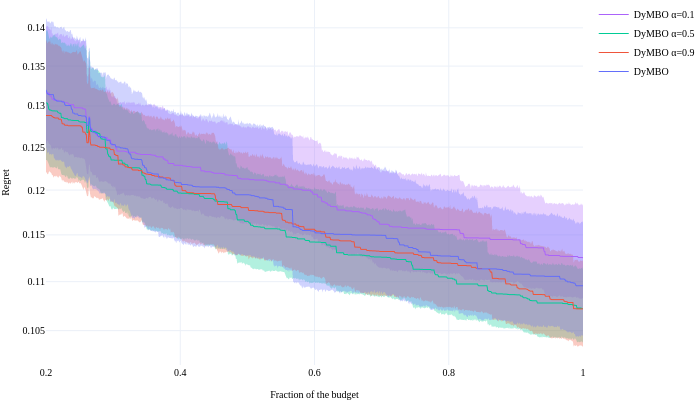 0.14
0.135
0.13
0.125
0.12
0.115
0.11
0.105
Regret
0.2
0.4
0.6
0.8
1
Fraction of the budget
DyMBO α=0.1
DyMBO α=0.5
DyMBO α=0.9
DyMBO